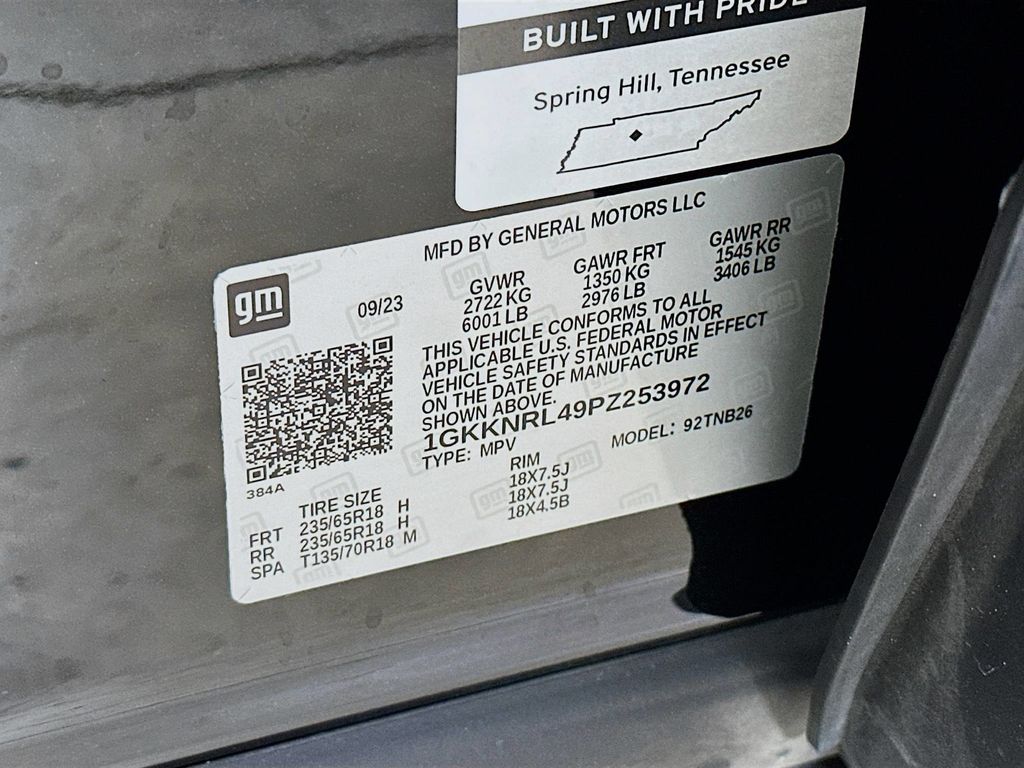 BUILT WITH PRIDE
Spring Hill, Tennessee
MFD BY GENERAL MOTORS LLC
gm
09/23
GVWR
2722 KG
6001 LB
GAWR FRT
1350 KG
2976 LB
GAWR RR
1545 KG
3406 LB
THIS VEHICLE CONFORMS TO ALL
APPLICABLE U.S. FEDERAL MOTOR
VEHICLE SAFETY STANDARDS IN EFFECT
ON THE DATE OF MANUFACTURE
SHOWN ABOVE.
1GKKNRL49PZ253972
TYPE: MPV
MODEL: 92TNB26
384A
TIRE SIZE RIM
FRT 235/65R18 H 18X7.5J
RR 235/65R18 H 18X7.5J
SPA T135/70R18 M 18X4.5B